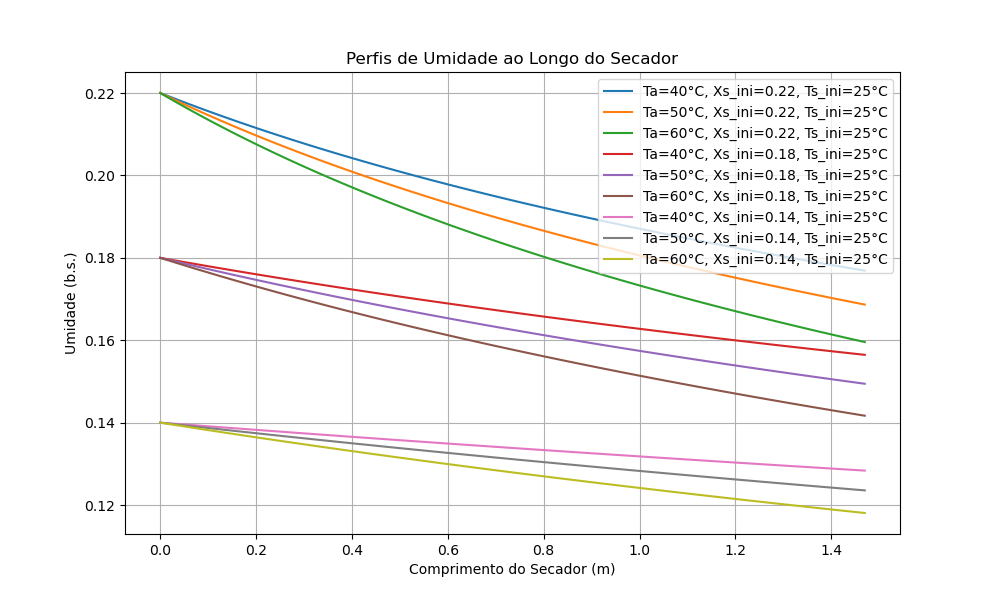 Perfis de Umidade ao Longo do Secador
Umidade (b.s.)
0.22
0.20
0.18
0.16
0.14
0.12
Ta=40°C, Xs_ini=0.22, Ts_ini=25°C
Ta=50°C, Xs_ini=0.22, Ts_ini=25°C
Ta=60°C, Xs_ini=0.22, Ts_ini=25°C
Ta=40°C, Xs_ini=0.18, Ts_ini=25°C
Ta=50°C, Xs_ini=0.18, Ts_ini=25°C
Ta=60°C, Xs_ini=0.18, Ts_ini=25°C
Ta=40°C, Xs_ini=0.14, Ts_ini=25°C
Ta=50°C, Xs_ini=0.14, Ts_ini=25°C
Ta=60°C, Xs_ini=0.14, Ts_ini=25°C
0.0 0.2 0.4 0.6 0.8 1.0 1.2 1.4
Comprimento do Secador (m)